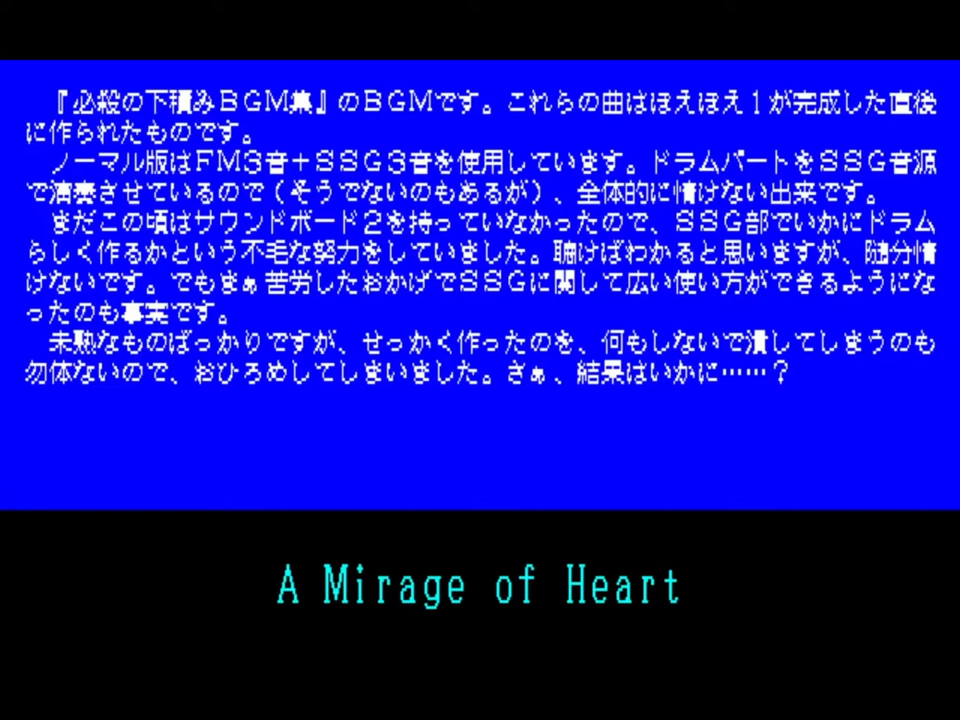 『必殺の下積みＢＧＭ集』のＢＧＭです。これらの曲はほえほえ１が完成した直後
に作られたものです。
ノーマル版はＦＭ３音＋ＳＳＧ３音を使用しています。ドラムパートをＳＳＧ音源
で演奏させているので（そうでないのもあるが）、全体的に情けない出来です。
まだこの頃はサウンドボード２を持っていなかったので、ＳＳＧ部でいかにドラム
らしく作るかという不毛な努力をしていました。聴けばわかると思いますが、随分情
けないです。でもまぁ苦労したおかげでＳＳＧに関して広い使い方ができるようにな
ったのも事実です。
未熟なものばっかりですが、せっかく作ったのを、何もしないで潰してしまうのも
勿体ないので、おひろめしてしまいました。さぁ、結果はいかに……？
A Mirage of Heart